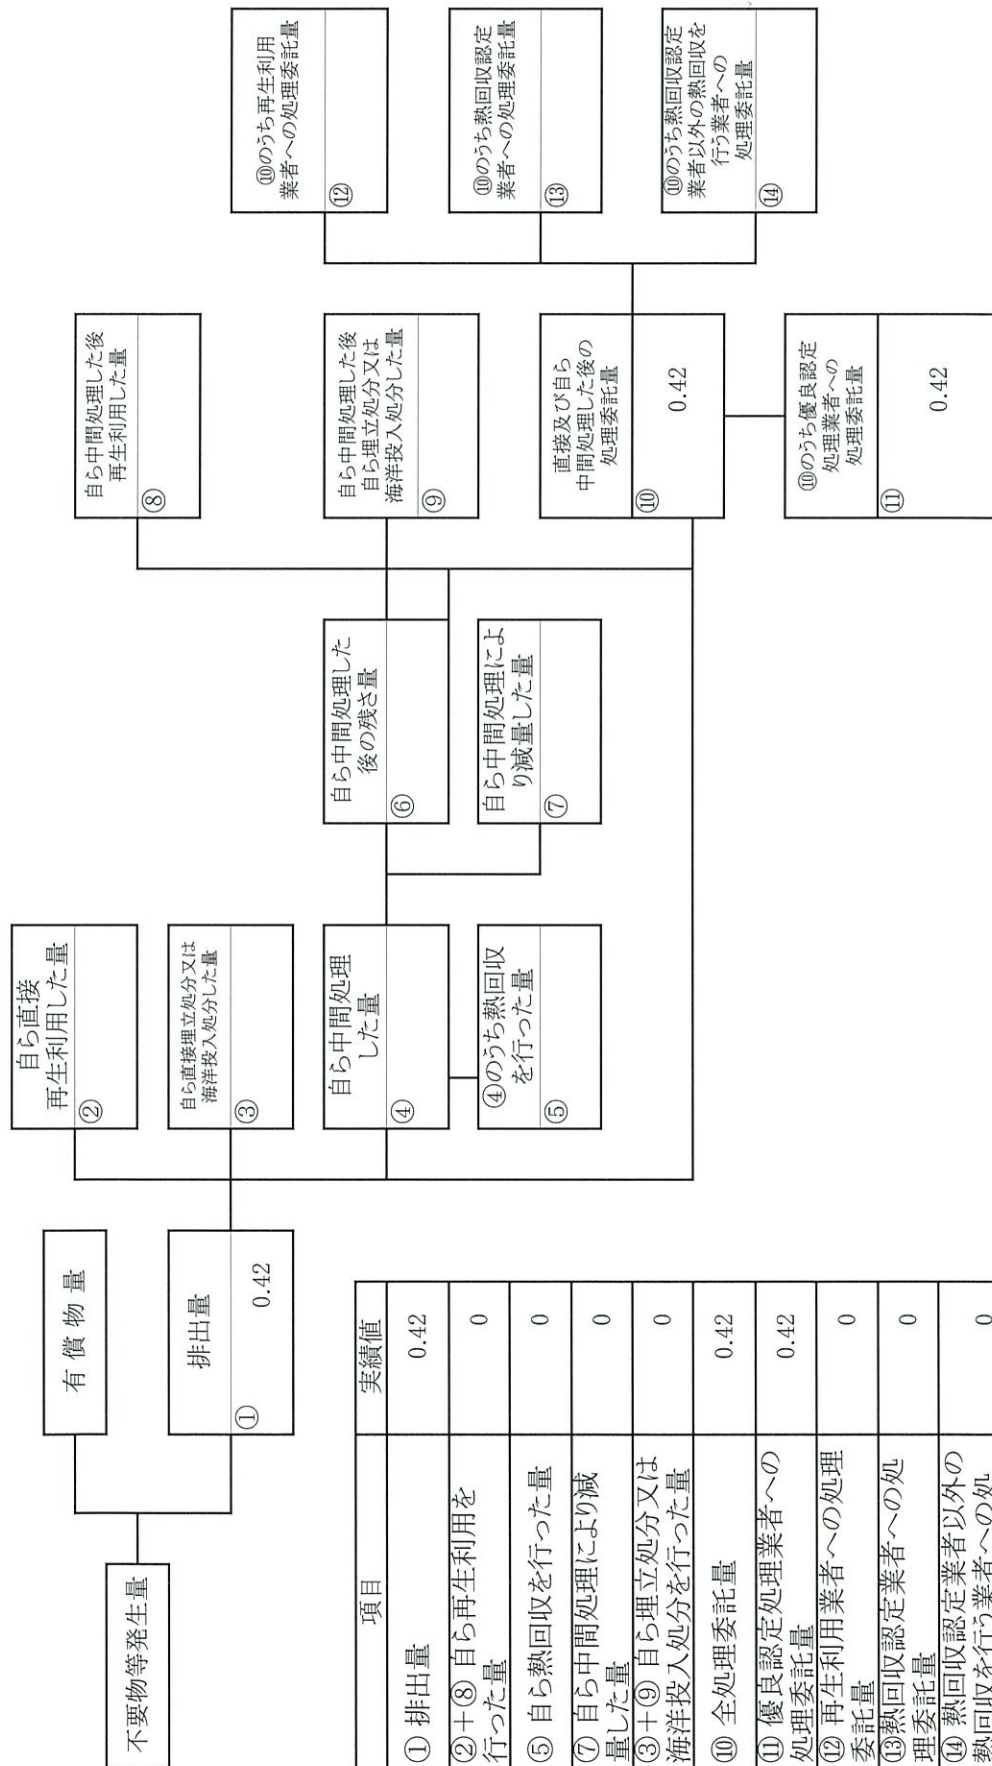 不要物等発生量
有償物量
排出量
①
0.42
自ら直接
再生利用した量
②
自ら直接埋立処分又は
海洋投入処分した量
③
自ら中間処理
した量
④
④のうち熱回収
を行った量
⑤
自ら中間処理した
後の残さ量
⑥
自ら中間処理によ
り減量した量
⑦
自ら中間処理した後
再生利用した量
⑧
自ら中間処理した後
自ら埋立処分又は
海洋投入処分した量
⑨
直接及び自ら
中間処理した後の
処理委託量
⑩
0.42
⑩のうち優良認定
処理業者への
処理委託量
⑪
0.42
⑩のうち再生利用
業者への処理委託量
⑫
⑩のうち熱回収認定
業者への処理委託量
⑬
⑩のうち熱回収認定
業者以外の熱回収を
行う業者への
処理委託量
⑭
項目 実績値
① 排出量 0.42
②+⑧ 自ら再生利用を
行った量 0
⑤ 自ら熱回収を行った量 0
⑦ 自ら中間処理により減
量した量 0
③+⑨ 自ら埋立処分又は
海洋投入処分を行った量 0
⑩ 全処理委託量 0.42
⑪ 優良認定処理業者への
処理委託量 0.42
⑫ 再生利用業者への処理
委託量 0
⑬熱回収認定業者への処
理委託量 0
⑭ 熱回収認定業者以外の
熱回収を行う業者への処 0